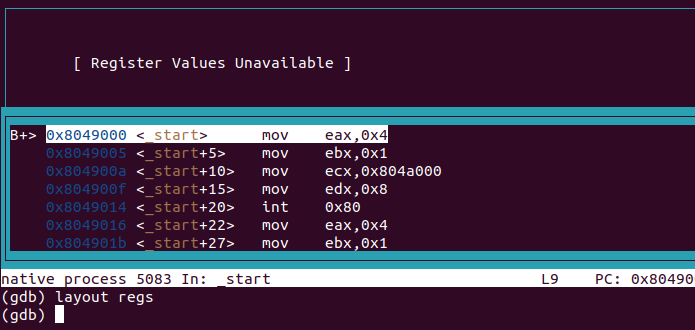 [ Register Values Unavailable ]
B+> 0x8049000 <_start> mov eax,0x4
0x8049005 <_start+5> mov ebx,0x1
0x804900a <_start+10> mov ecx,0x804a000
0x804900f <_start+15> mov edx,0x8
0x8049014 <_start+20> int 0x80
0x8049016 <_start+22> mov eax,0x4
0x804901b <_start+27> mov ebx,0x1
native process 5083 In: _start L9 PC: 0x804900
(gdb) layout regs
(gdb)